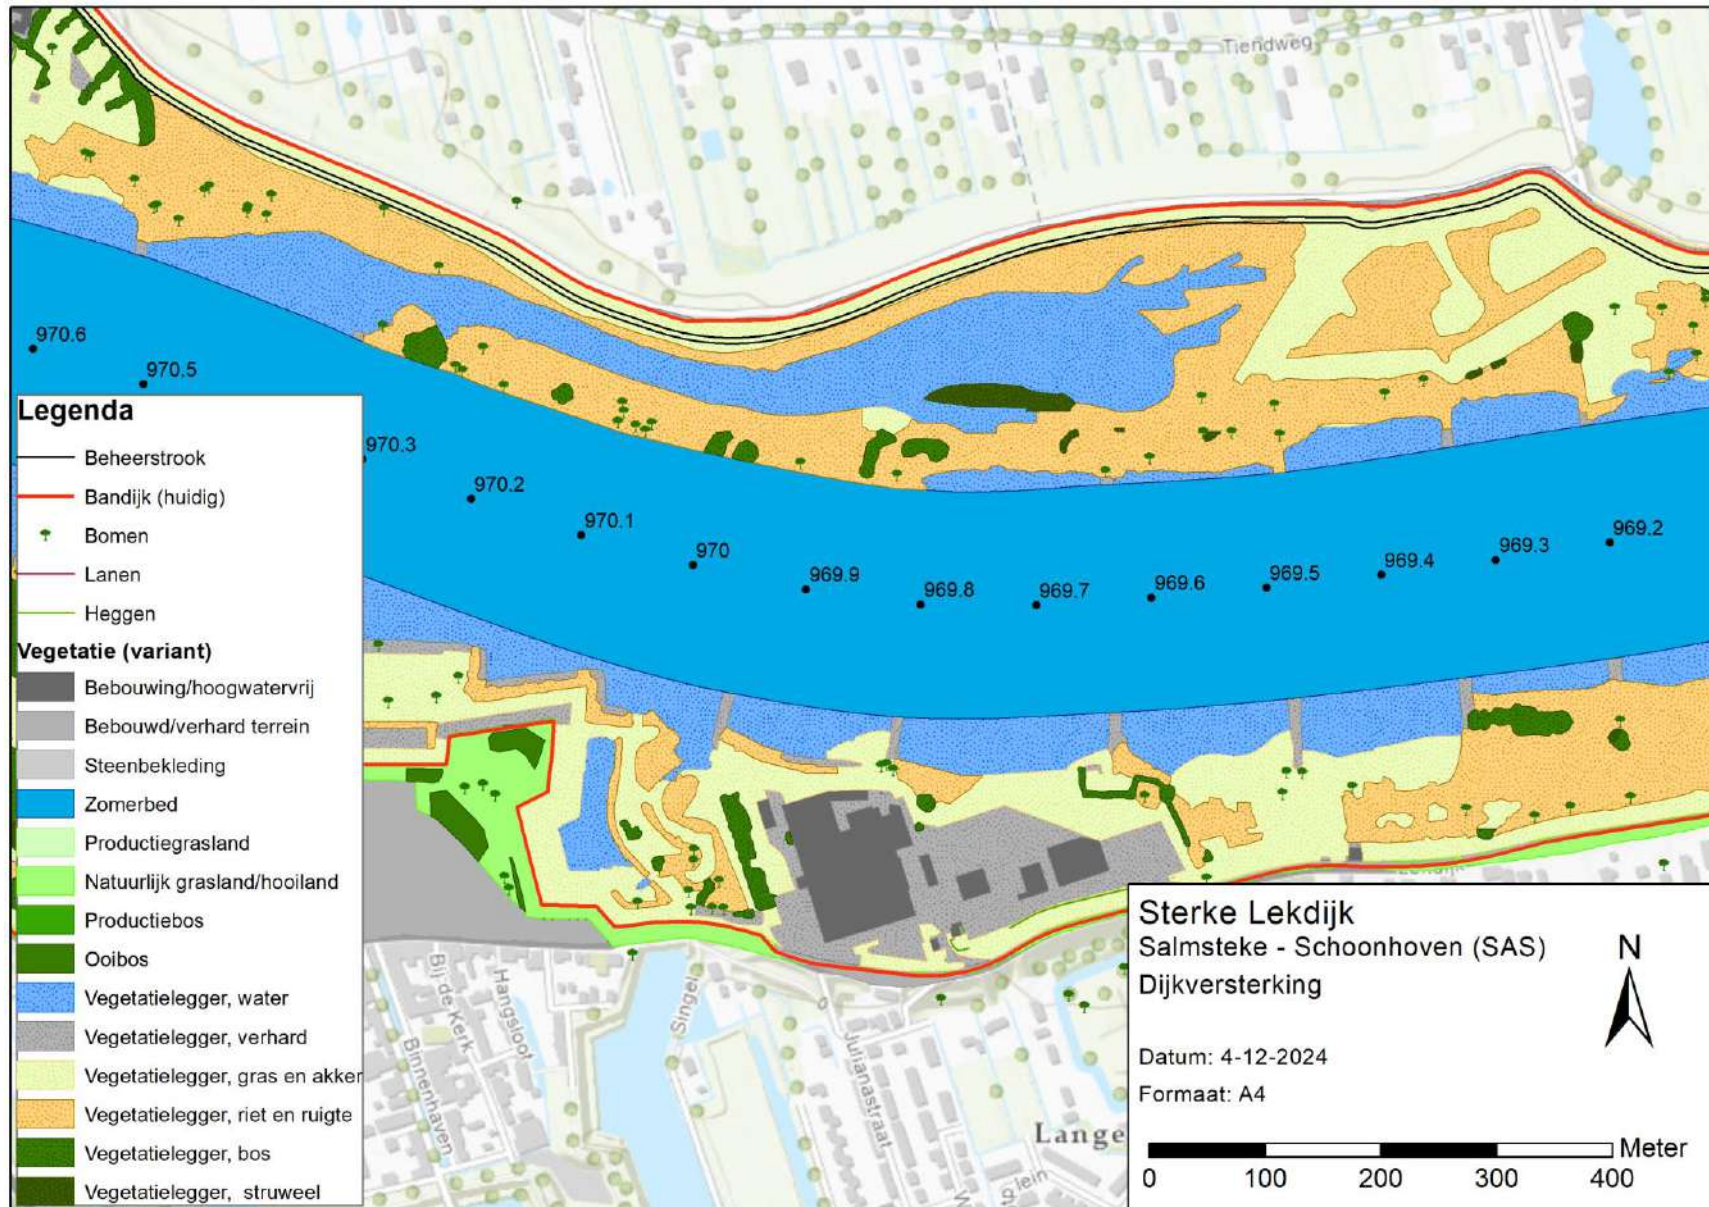 Tiendweg
970.6
970.5
970.3
970.2
970.1
970
969.9
969.8
969.7
969.6
969.5
969.4
969.3
969.2
Legenda
Beheerstrook
Bandijk (huidig)
Bomen
Lanen
Heggen
Vegetatie (variant)
Bebouwing/hoogwatervrij
Bebouwd/verhard terrein
Steenbekleding
Zomerbed
Productiegrasland
Natuurlijk grasland/hooiland
Productiebos
Ooibos
Vegetatielegger, water
Vegetatielegger, verhard
Vegetatielegger, gras en akker
Vegetatielegger, riet en ruigte
Vegetatielegger, bos
Vegetatielegger, struweel
Bij de Kerk
Hangsloot
Binnenhaven
Singel
Julianastraat
Lange
glein
W
Sterke Lekdijk
Salmsteke - Schoonhoven (SAS)
Dijkversterking
N
Datum: 4-12-2024
Formaat: A4
Meter
0 100 200 300 400